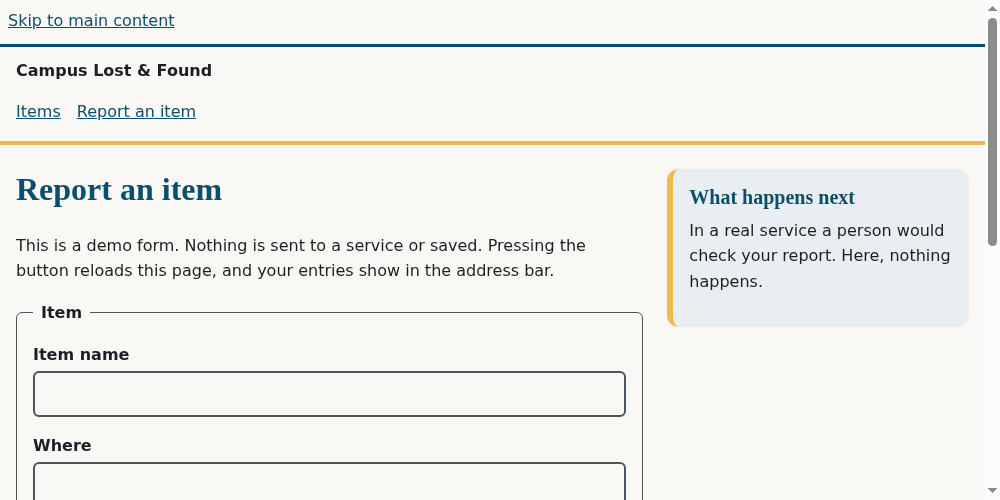 Skip to main content
Campus Lost & Found
Items Report an item
Report an item
This is a demo form. Nothing is sent to a service or saved. Pressing the
button reloads this page, and your entries show in the address bar.
Item
Item name
Where
What happens next
In a real service a person would
check your report. Here, nothing
happens.